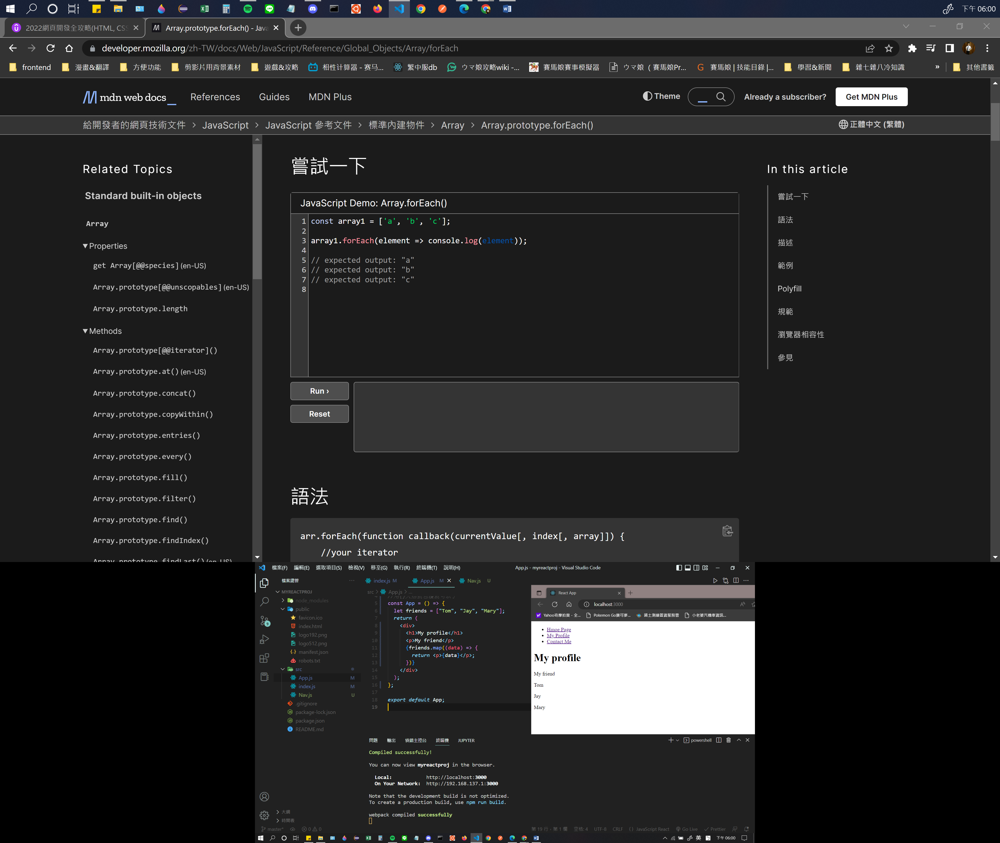 下午 06:00
2022網頁開發全攻略(HTML, CSS
Array.prototype.forEach() - Java
developer.mozilla.org/zh-TW/docs/Web/JavaScript/Reference/Global_Objects/Array/forEach
frontend
漫畫&翻譯
方便功能
剪影片用背景素材
遊戲&攻略
相性计算器 - 赛马...
繁中服db
ウマ娘攻略wiki -...
賽馬娘賽事模擬器
ウマ娘（賽馬娘Pr...
賽馬娘 | 技能目錄 |...
學習&新聞
雜七雜八冷知識
»
其他書籤
mdn web docs _
References
Guides
MDN Plus
Theme
Already a subscriber?
Get MDN Plus
給開發者的網頁技術文件 > JavaScript > JavaScript 參考文件 > 標準內建物件 > Array > Array.prototype.forEach()
正體中文 (繁體)
Related Topics
Standard built-in objects
Array
Properties
get Array[@@species] (en-US)
Array.prototype[@@unscopables] (en-US)
Array.prototype.length
Methods
Array.prototype[@@iterator]()
Array.prototype.at() (en-US)
Array.prototype.concat()
Array.prototype.copyWithin()
Array.prototype.entries()
Array.prototype.every()
Array.prototype.fill()
Array.prototype.filter()
Array.prototype.find()
Array.prototype.findIndex()
Array.prototype.findLast() (en-US)
嘗試一下
JavaScript Demo: Array.forEach()
1 const array1 = ['a', 'b', 'c'];
2
3 array1.forEach(element => console.log(element));
4
5 // expected output: "a"
6 // expected output: "b"
7 // expected output: "c"
8
Run ›
Reset
語法
arr.forEach(function callback(currentValue[, index[, array]]) {
//your iterator
In this article
嘗試一下
語法
描述
範例
Polyfill
規範
瀏覽器相容性
參見
檔案(F) 編輯(E) 選取項目(S) 檢視(V) 移至(G) 執行(R) 終端機(T) 說明(H)
App.js - myreactproj - Visual Studio Code
檔案總管
MYREACTPROJ
node_modules
public
favicon.ico
index.html
logo192.png
logo512.png
manifest.json
robots.txt
src
App.js M
index.js M
Nav.js U
.gitignore
package-lock.json
package.json
README.md
9
大綱
時間表
index.js M
App.js M
Nav.js U
src > App.js > ...
5 const App = () => {
6 let friends = ["Tom", "Jay", "Mary"];
7 return (
8 <div>
9 <h1>My profile</h1>
10 <p>My friend</p>
11 {friends.map((data) => {
12 return <p>{data}</p>;
13 })}
14 </div>
15 );
16 };
17
18 export default App;
19
React App
localhost:3000
Yahoo奇摩拍賣 - 全...
Pokemon Go寶可夢...
國土測繪圖資服務雲
小老婆汽機車資訊...
Hmoe Page
My Profile
Contact Me
My profile
My friend
Tom
Jay
Mary
問題 輸出 偵錯主控台 終端機 JUPYTER
powershell
Compiled successfully!
You can now view myreactproj in the browser.
Local: http://localhost:3000
On Your Network: http://192.168.137.1:3000
Note that the development build is not optimized.
To create a production build, use npm run build.
webpack compiled successfully
master* 0 0
第 19 行，第 1 欄 空格: 4 UTF-8 CRLF {} JavaScript React Go Live Prettier
英
下午 06:00